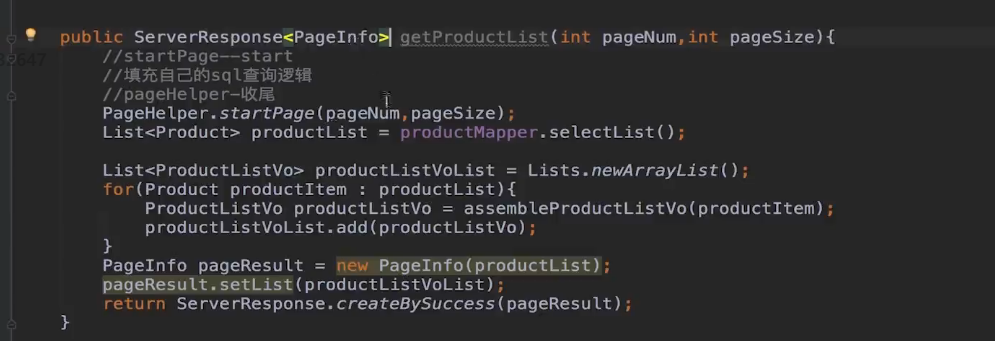 public ServerResponse<PageInfo> getProductList(int pageNum,int pageSize){
//startPage--start
//填充自己的sql查询逻辑
//pageHelper-收尾
PageHelper.startPage(pageNum,pageSize);
List<Product> productList = productMapper.selectList();
List<ProductListVo> productListVoList = Lists.newArrayList();
for(Product productItem : productList){
ProductListVo productListVo = assembleProductListVo(productItem);
productListVoList.add(productListVo);
}
PageInfo pageResult = new PageInfo(productList);
pageResult.setList(productListVoList);
return ServerResponse.createBySuccess(pageResult);
}